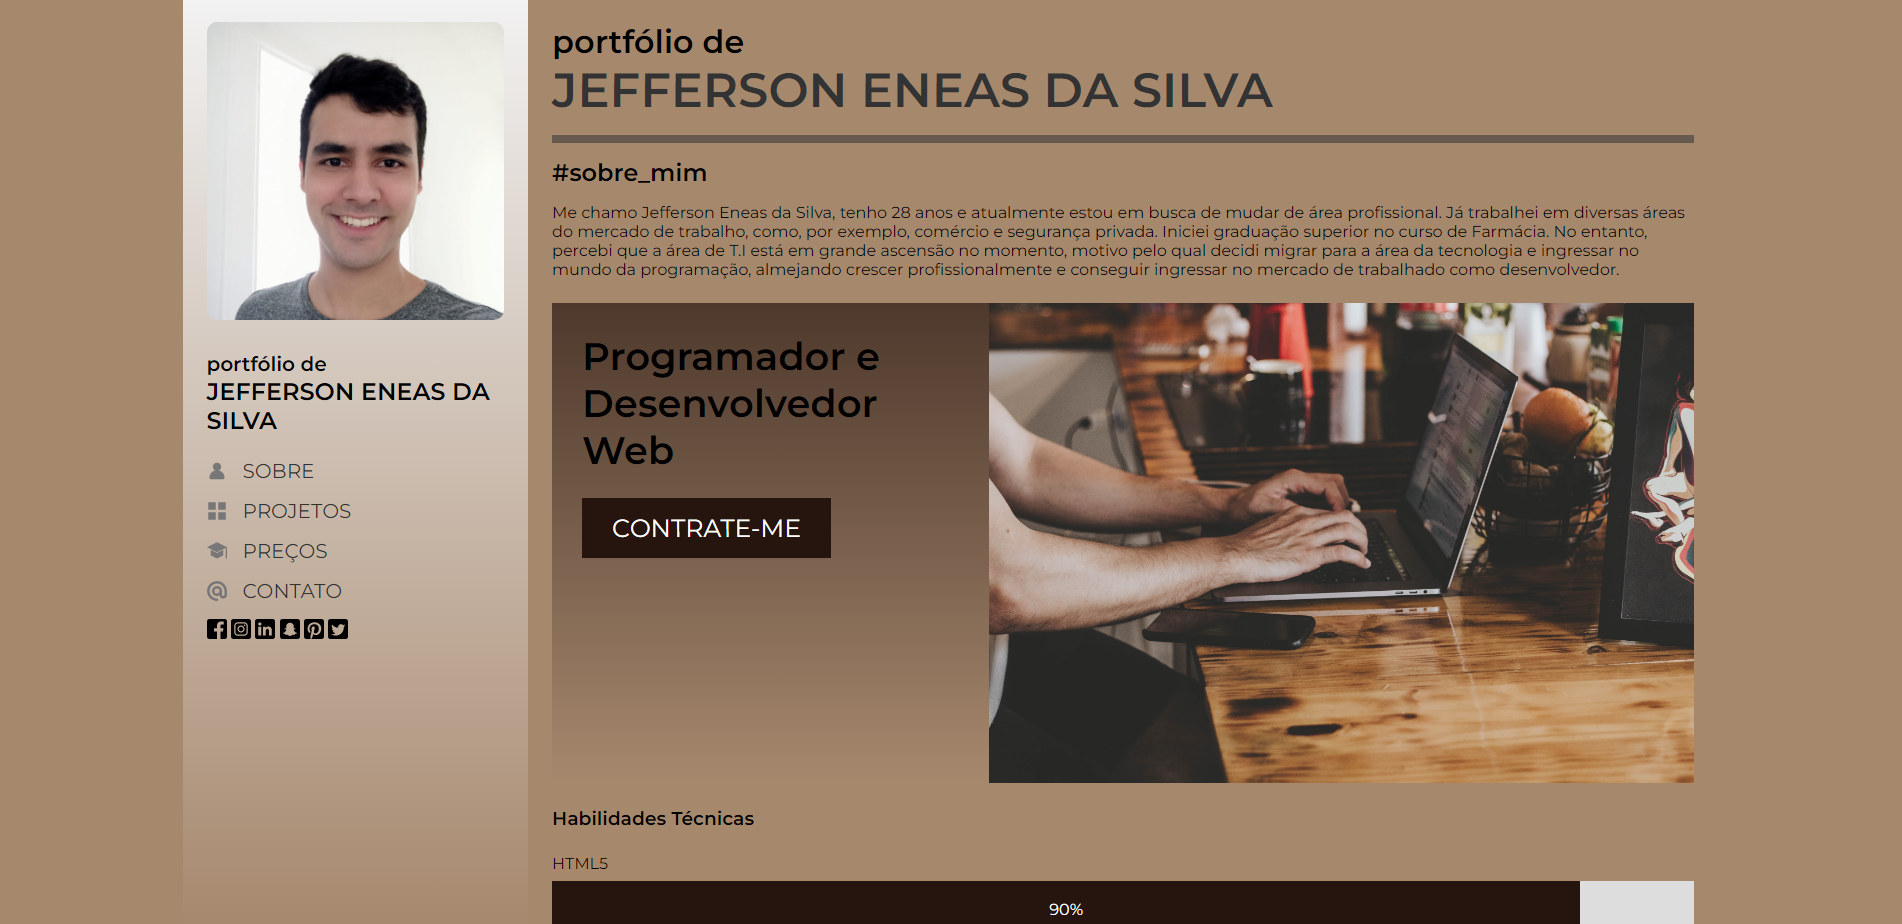 portfólio de
JEFFERSON ENEAS DA
SILVA
SOBRE
PROJETOS
PREÇOS
CONTATO
portfólio de
JEFFERSON ENEAS DA SILVA
#sobre_mim
Me chamo Jefferson Eneas da Silva, tenho 28 anos e atualmente estou em busca de mudar de área profissional. Já trabalhei em diversas áreas
do mercado de trabalho, como, por exemplo, comércio e segurança privada. Iniciei graduação superior no curso de Farmácia. No entanto,
percebi que a área de T.I está em grande ascensão no momento, motivo pelo qual decidi migrar para a área da tecnologia e ingressar no
mundo da programação, almejando crescer profissionalmente e conseguir ingressar no mercado de trabalhado como desenvolvedor.
Programador e
Desenvolvedor
Web
CONTRATE-ME
Habilidades Técnicas
HTML5
90%